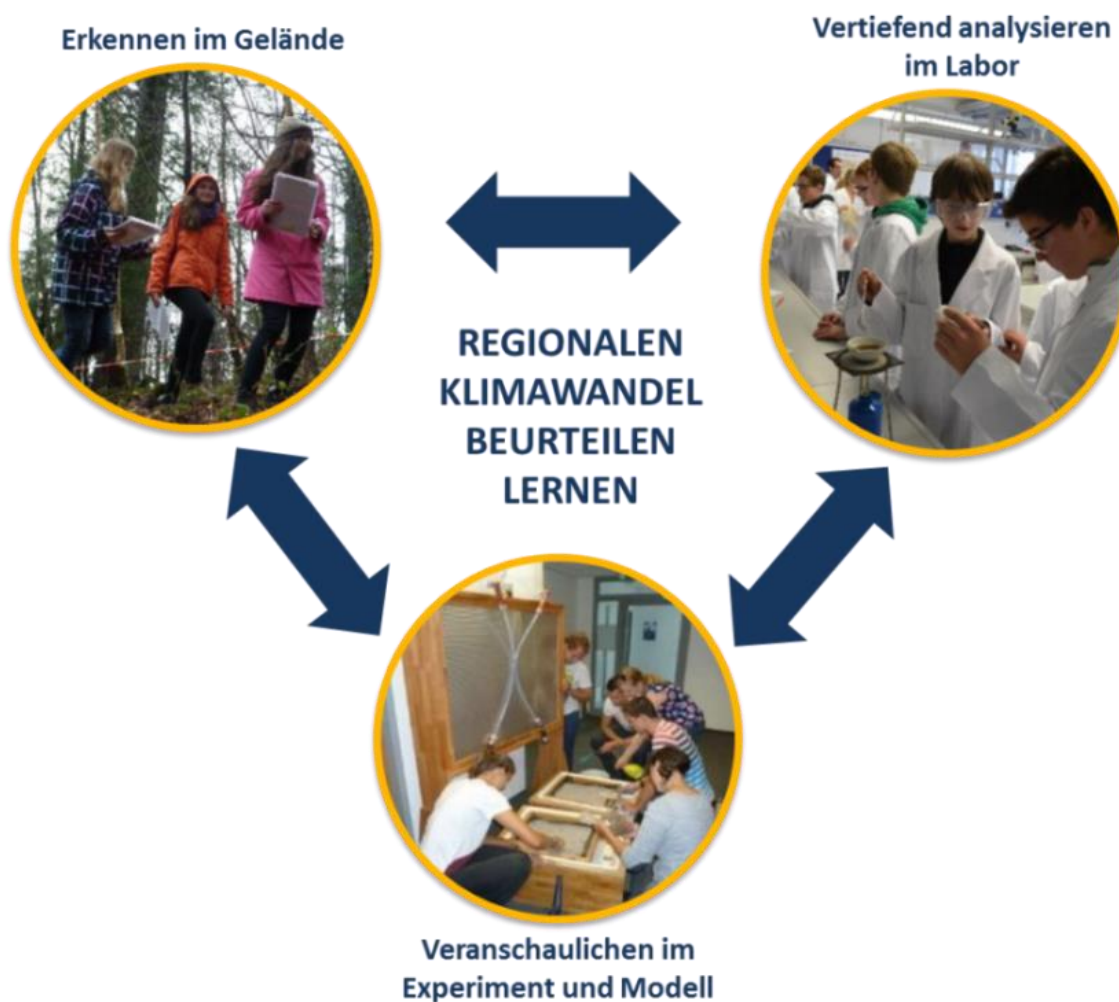 Erkennen im Gelände
Vertiefend analysieren
im Labor
REGIONALEN
KLIMAWANDEL
BEURTEILEN
LERNEN
Veranschaulichen im
Experiment und Modell